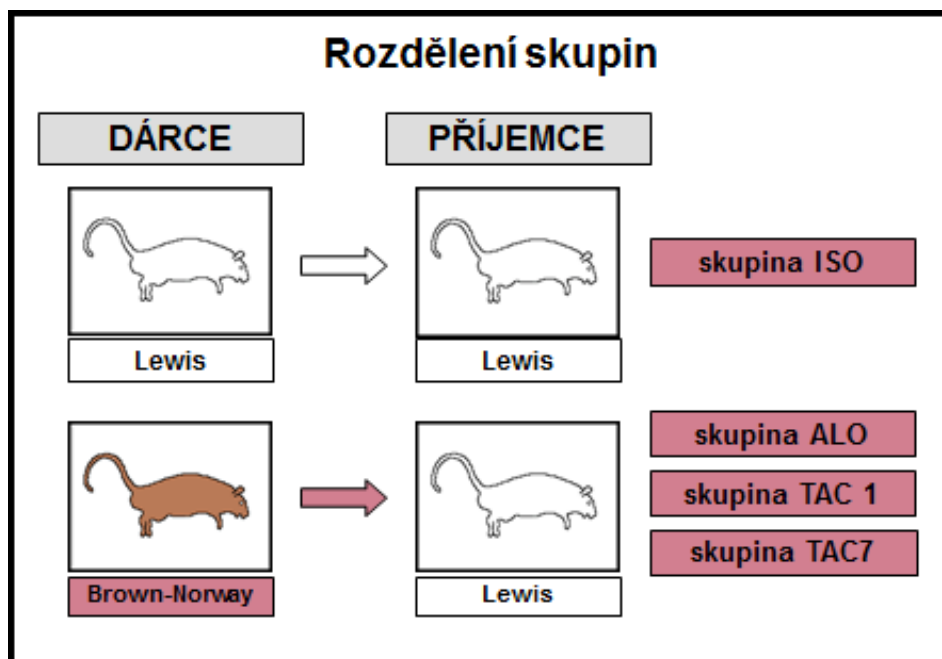 Rozdělení skupin
DÁRCE
PŘÍJEMCE
skupina ISO
Lewis
Lewis
skupina ALO
skupina TAC 1
skupina TAC7
Brown-Norway
Lewis